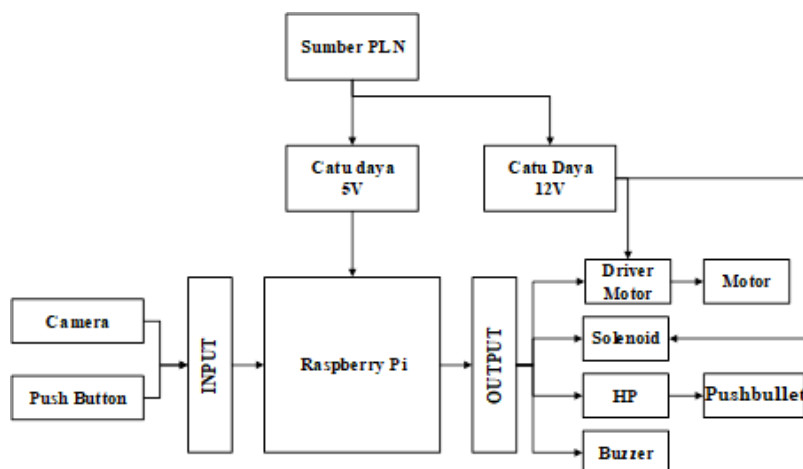 Sumber PLN
Catu daya
5V
Catu Daya
12V
Driver
Motor
Motor
Camera
INPUT
Raspberry Pi
OUTPUT
Solenoid
Push Button
HP
Pushbullet
Buzzer